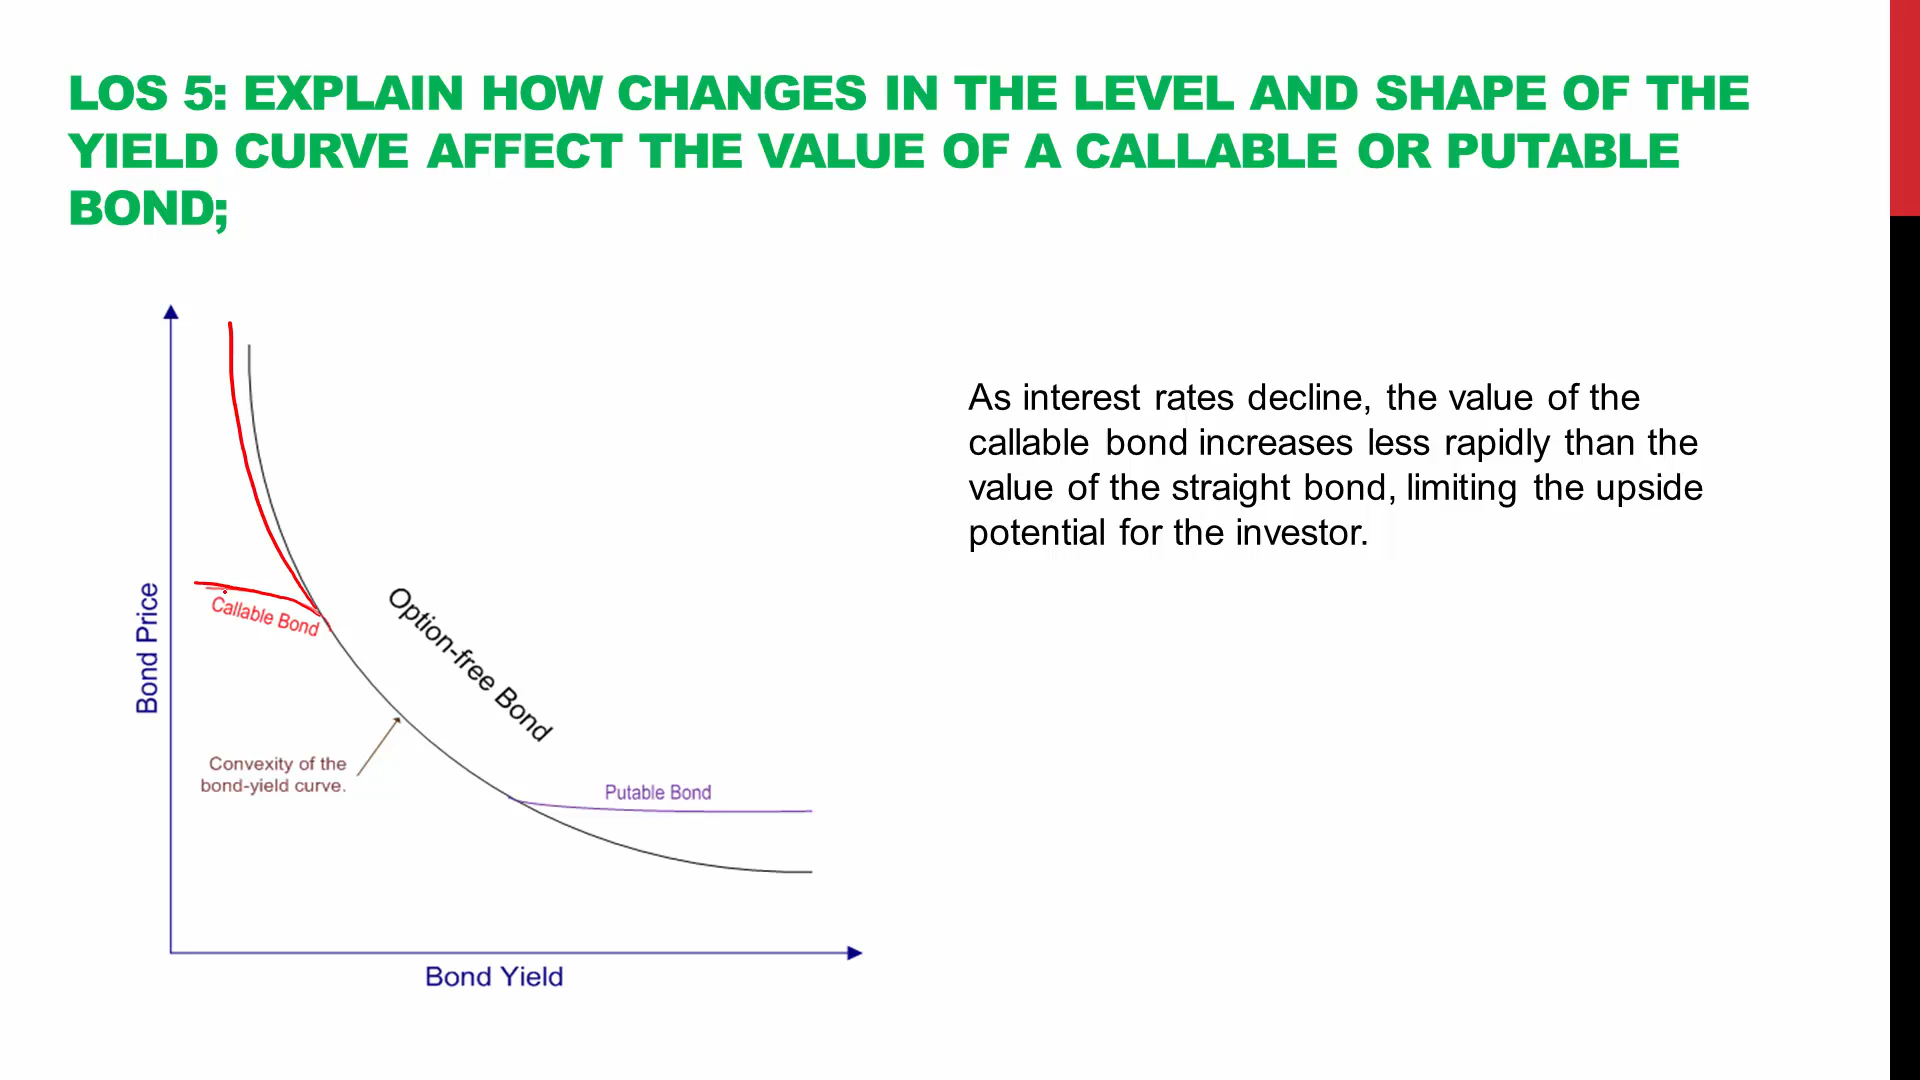 LOS 5: EXPLAIN HOW CHANGES IN THE LEVEL AND SHAPE OF THE
YIELD CURVE AFFECT THE VALUE OF A CALLABLE OR PUTABLE
BOND;
As interest rates decline, the value of the
callable bond increases less rapidly than the
value of the straight bond, limiting the upside
potential for the investor.
Bond Price
Callable Bond
Option-free Bond
Convexity of the
bond-yield curve.
Putable Bond
Bond Yield